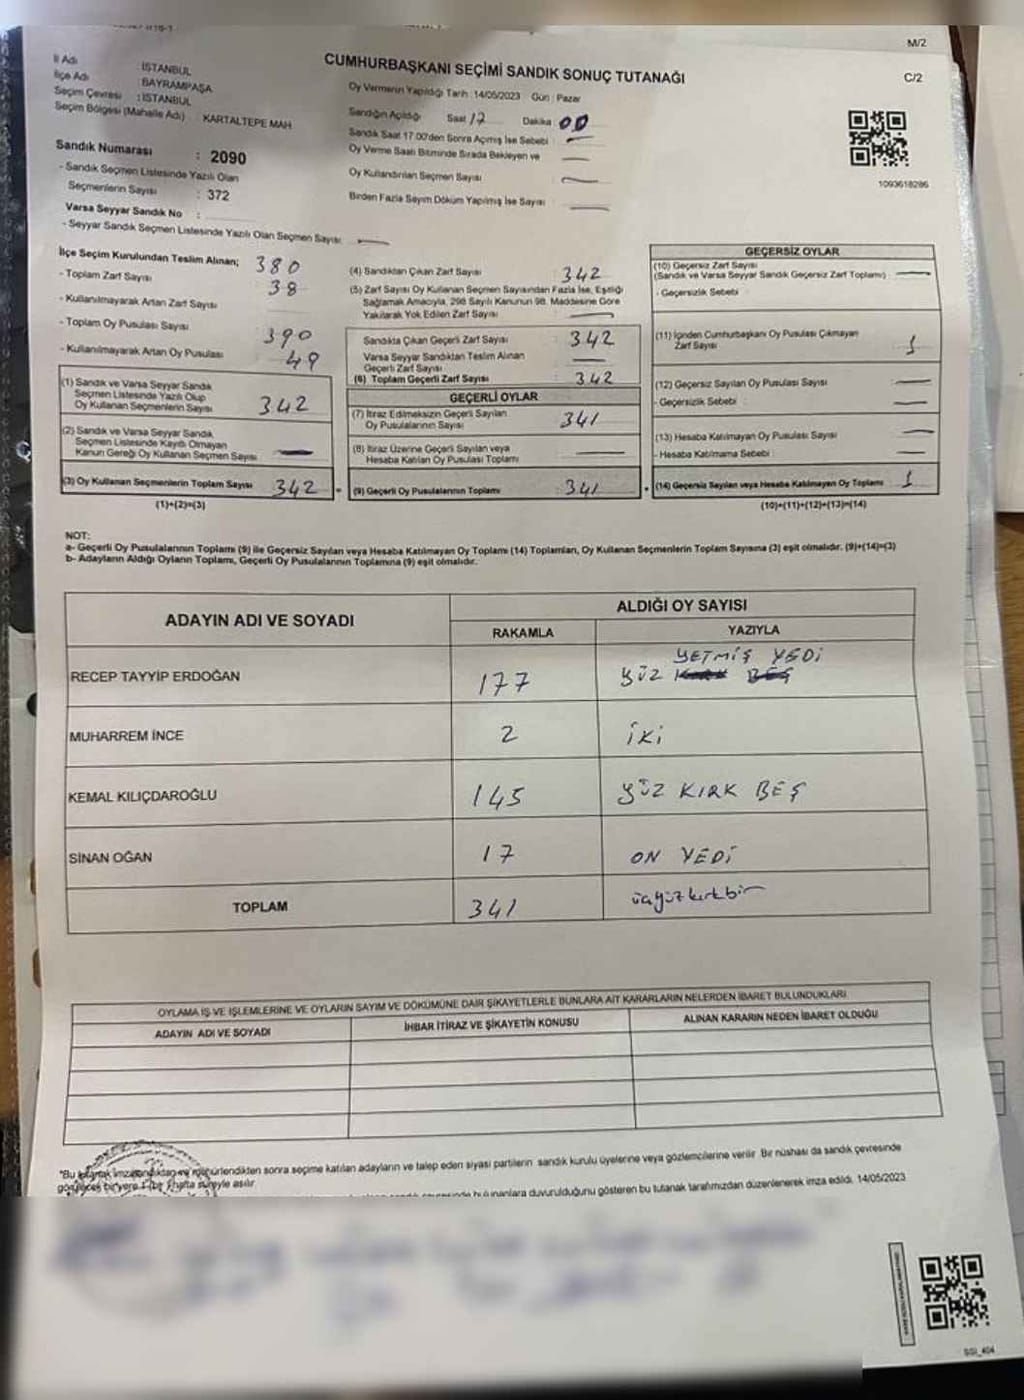 M/2
C/2
CUMHURBAŞKANI SEÇİMİ SANDIK SONUÇ TUTANAĞI
İl Adı : İSTANBUL
İlçe Adı : BAYRAMPAŞA
Seçim Çevresi : İSTANBUL
Seçim Bölgesi (Mahalle Adı) : KARTALTEPE MAH
Sandık Numarası : 2090
- Sandık Seçmen Listesinde Yazılı Olan
Seçmenlerin Sayısı : 372
Varsa Seyyar Sandık No :
- Seyyar Sandık Seçmen Listesinde Yazılı Olan Seçmen Sayısı: —
Oy Vermenin Yapıldığı Tarih :14/05/2023 Gün : Pazar
Sandığın Açıldığı Saat 17 Dakika 00
Sandık Saat 17:00'den Sonra Açılmış İse Sebebi : —
Oy Verme Saati Bitiminde Sırada Bekleyen ve —
Oy Kullandırılan Seçmen Sayısı —
Birden Fazla Sayım Döküm Yapılmış İse Sayısı —
1093618286
İlçe Seçim Kurulundan Teslim Alınan;
- Toplam Zarf Sayısı 380
- Kullanılmayarak Artan Zarf Sayısı 38
- Toplam Oy Pusulası Sayısı 390
- Kullanılmayarak Artan Oy Pusulası 49
(1) Sandık ve Varsa Seyyar Sandık
Seçmen Listesinde Yazılı Olup
Oy Kullanan Seçmenlerin Sayısı 342
(2) Sandık ve Varsa Seyyar Sandık
Seçmen Listesinde Kayıtlı Olmayan
Kanun Gereği Oy Kullanan Seçmen Sayısı —
(3) Oy Kullanan Seçmenlerin Toplam Sayısı 342
(1)+(2)=(3)
(4) Sandıktan Çıkan Zarf Sayısı 342
(5) Zarf Sayısı Oy Kullanan Seçmen Sayısından Fazla İse, Eşitliği
Sağlamak Amacıyla, 298 Sayılı Kanunun 98. Maddesine Göre
Yakılarak Yok Edilen Zarf Sayısı —
Sandıkta Çıkan Geçerli Zarf Sayısı : 342
Varsa Seyyar Sandıktan Teslim Alınan
Geçerli Zarf Sayısı : —
(6) Toplam Geçerli Zarf Sayısı : 342
GEÇERLİ OYLAR
(7) İtiraz Edilmeksizin Geçerli Sayılan
Oy Pusulalarının Sayısı : 341
(8) İtiraz Üzerine Geçerli Sayılan veya
Hesaba Katılan Oy Pusulası Toplamı —
(9) Geçerli Oy Pusulalarının Toplamı : 341
GEÇERSİZ OYLAR
(10) Geçersiz Zarf Sayısı
(Sandık ve Varsa Seyyar Sandık Geçersiz Zarf Toplamı) : —
- Geçersizlik Sebebi :
(11) İçinden Cumhurbaşkanı Oy Pusulası Çıkmayan
Zarf Sayısı 1
(12) Geçersiz Sayılan Oy Pusulası Sayısı : —
- Geçersizlik Sebebi : —
(13) Hesaba Katılmayan Oy Pusulası Sayısı : —
- Hesaba Katılmama Sebebi : —
(14) Geçersiz Sayılan veya Hesaba Katılmayan Oy Toplamı : 1
(10)+(11)+(12)+(13)=(14)
NOT:
a- Geçerli Oy Pusulalarının Toplamı (9) ile Geçersiz Sayılan veya Hesaba Katılmayan Oy Toplamı (14) Toplamları, Oy Kullanan Seçmenlerin Toplam Sayısına (3) eşit olmalıdır. (9)+(14)=(3)
b- Adayların Aldığı Oyların Toplamı, Geçerli Oy Pusulalarının Toplamına (9) eşit olmalıdır.
ADAYIN ADI VE SOYADI
ALDIĞI OY SAYISI
RAKAMLA YAZIYLA
YETMİŞ YEDİ
RECEP TAYYİP ERDOĞAN 177 YÜZ KIRK BEŞ
MUHARREM İNCE 2 İKİ
KEMAL KILIÇDAROĞLU 145 YÜZ KIRK BEŞ
SİNAN OĞAN 17 ON YEDİ
TOPLAM 341 üçyüzkırkbir
OYLAMA İŞ VE İŞLEMLERİNE VE OYLARIN SAYIM VE DÖKÜMÜNE DAİR ŞİKAYETLERLE BUNLARA AİT KARARLARIN NELERDEN İBARET BULUNDUKLARI
ADAYIN ADI VE SOYADI İHBAR İTİRAZ VE ŞİKAYETİN KONUSU ALINAN KARARIN NEDEN İBARET OLDUĞU
"Bu tutanak imzalandıktan ve mühürlendikten sonra seçime katılan adayların ve talep eden siyasi partilerin sandık kurulu üyelerine veya gözlemcilerine verilir. Bir nüshası da sandık çevresinde
görülecek bir yere 1 (bir) hafta süreyle asılır.
bulunanlara duyurulduğunu gösteren bu tutanak tarafımızdan düzenlenerek imza edildi. 14/05/2023